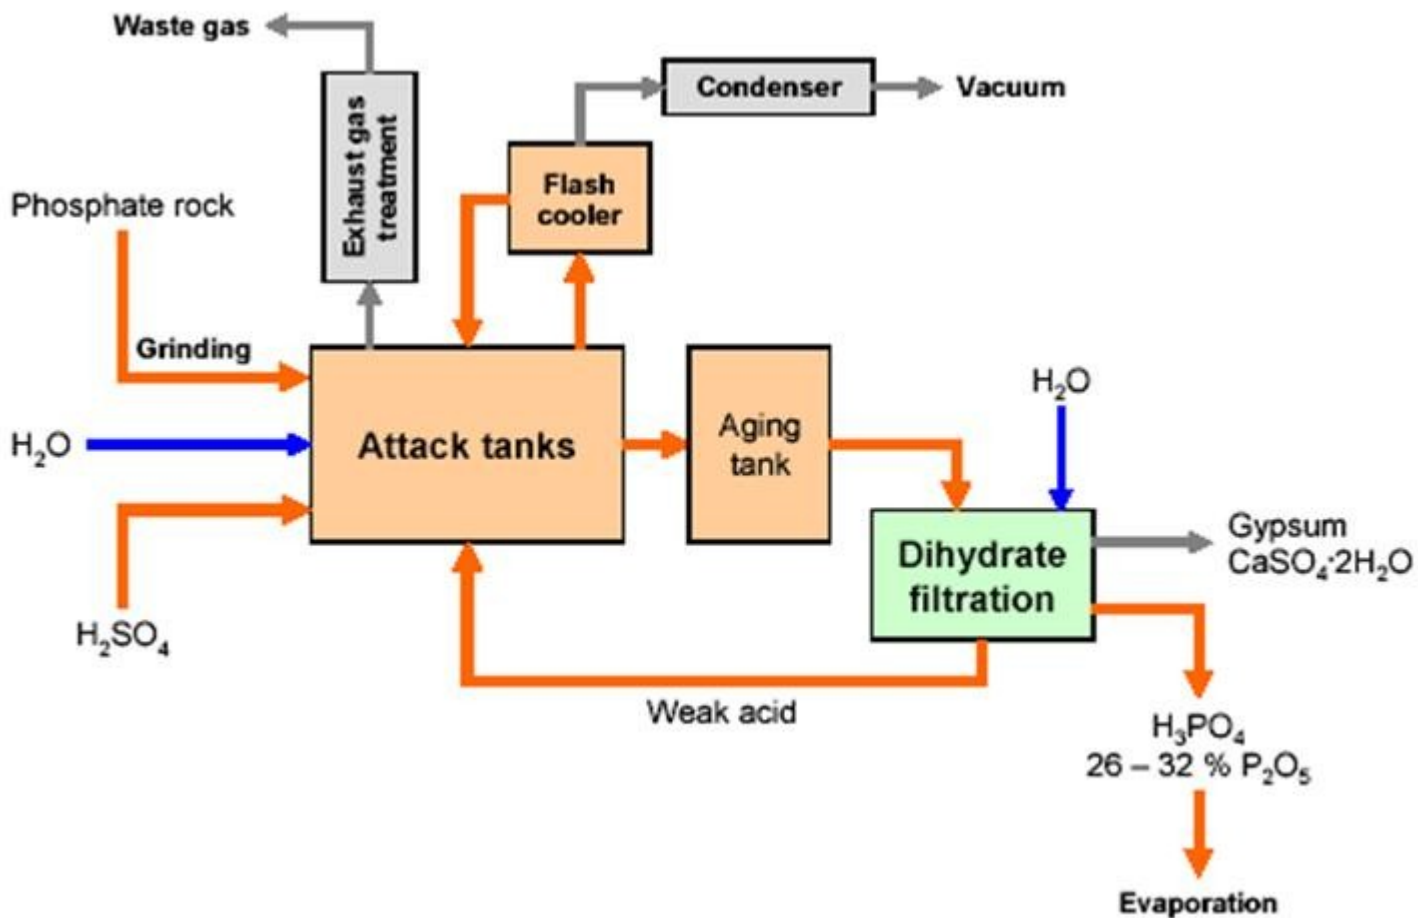 Waste gas
Condenser
Vacuum
Exhaust gas
treatment
Flash
cooler
Phosphate rock
Grinding
H₂O
Attack tanks
Aging
tank
H₂O
H₂SO₄
Dihydrate
filtration
Gypsum
CaSO₄·2H₂O
Weak acid
H₃PO₄
26 – 32 % P₂O₅
Evaporation